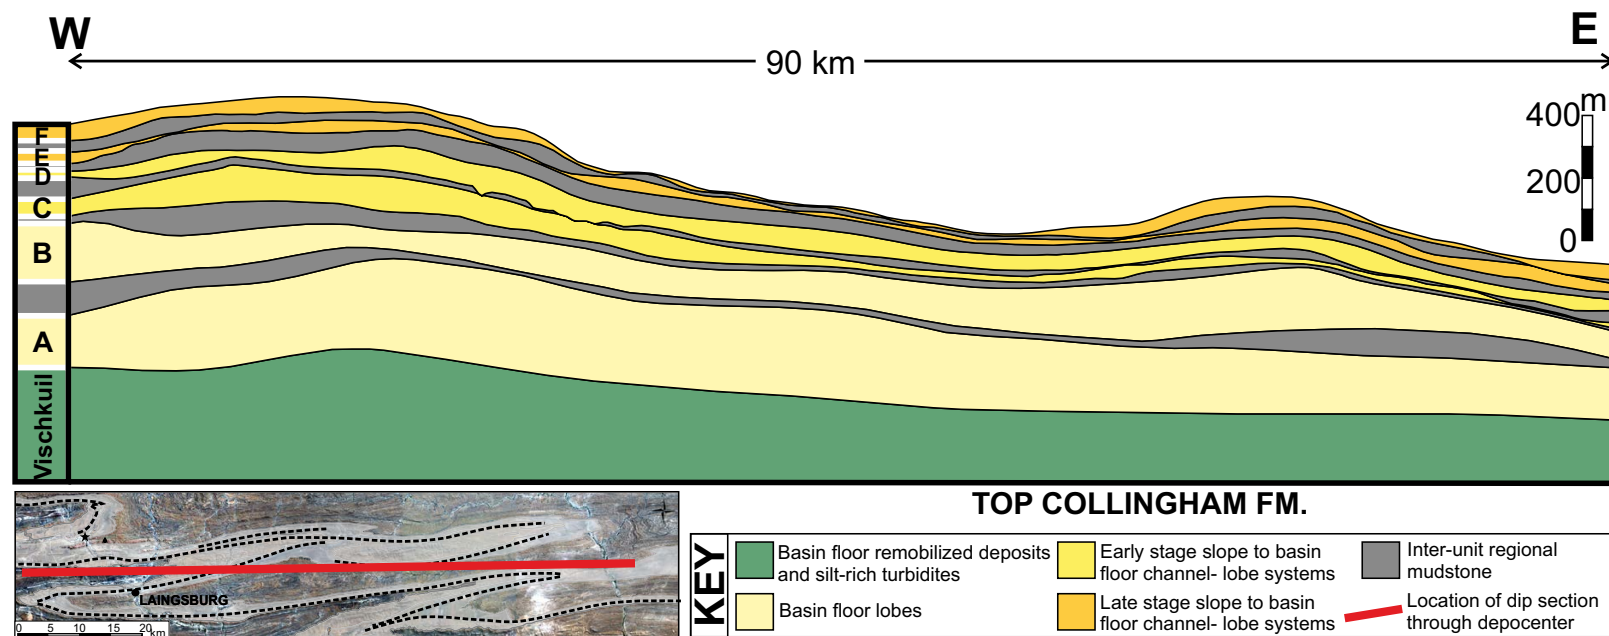 W
E
90 km
m
400
200
0
F
E
D
C
B
A
Vischkuil
LAINGSBURG
0 5 10 15 20 km
TOP COLLINGHAM FM.
KEY
Basin floor remobilized deposits
and silt-rich turbidites
Basin floor lobes
Early stage slope to basin
floor channel- lobe systems
Late stage slope to basin
floor channel- lobe systems
Inter-unit regional
mudstone
Location of dip section
through depocenter